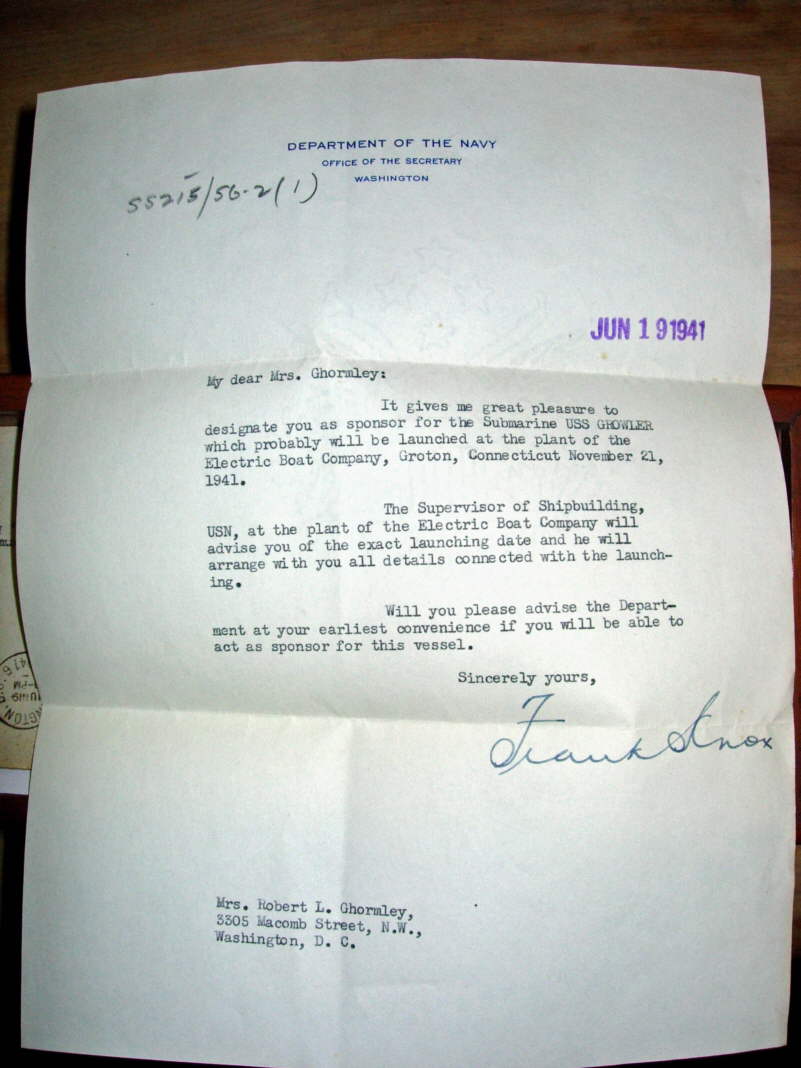 DEPARTMENT OF THE NAVY
OFFICE OF THE SECRETARY
WASHINGTON
SS215/S6-2(1)
JUN 19 1941
My dear Mrs. Ghormley:
It gives me great pleasure to
designate you as sponsor for the Submarine USS GROWLER
which probably will be launched at the plant of the
Electric Boat Company, Groton, Connecticut November 21,
1941.
The Supervisor of Shipbuilding,
USN, at the plant of the Electric Boat Company will
advise you of the exact launching date and he will
arrange with you all details connected with the launch-
ing.
Will you please advise the Depart-
ment at your earliest convenience if you will be able to
act as sponsor for this vessel.
Sincerely yours,
Frank Knox
Mrs. Robert L. Ghormley,
3305 Macomb Street, N.W.,
Washington, D. C.